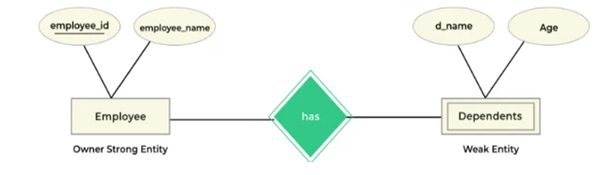 employee_id
employee_name
d_name
Age
Employee
has
Dependents
Owner Strong Entity
Weak Entity